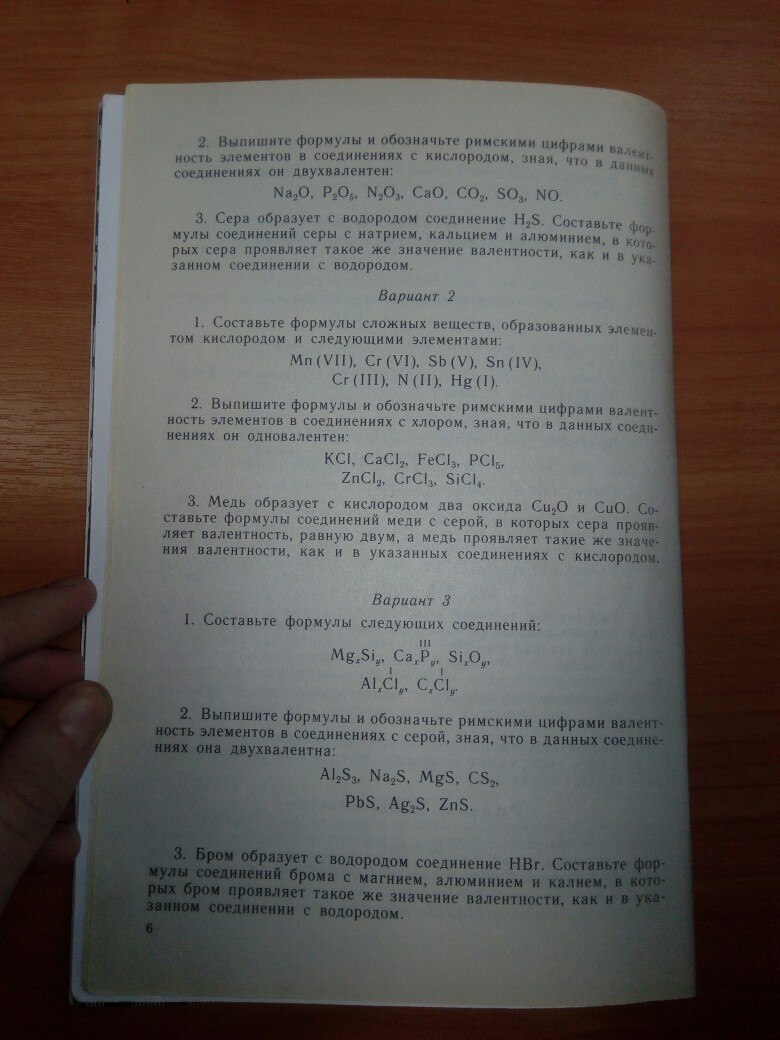 2. Выпишите формулы и обозначьте римскими цифрами валент-
ность элементов в соединениях с кислородом, зная, что в данных
соединениях он двухвалентен:
Na₂O, P₂O₅, N₂O₃, CaO, CO₂, SO₃, NO.
3. Сера образует с водородом соединение H₂S. Составьте фор-
мулы соединений серы с натрием, кальцием и алюминием, в кото-
рых сера проявляет такое же значение валентности, как и в ука-
занном соединении с водородом.
Вариант 2
1. Составьте формулы сложных веществ, образованных элемен-
том кислородом и следующими элементами:
Mn (VII), Cr (VI), Sb (V), Sn (IV),
Cr (III), N (II), Hg (I).
2. Выпишите формулы и обозначьте римскими цифрами валент-
ность элементов в соединениях с хлором, зная, что в данных соеди-
нениях он одновалентен:
KCl, CaCl₂, FeCl₃, PCl₅,
ZnCl₂, CrCl₃, SiCl₄.
3. Медь образует с кислородом два оксида Cu₂O и CuO. Со-
ставьте формулы соединений меди с серой, в которых сера прояв-
ляет валентность, равную двум, а медь проявляет такие же значе-
ния валентности, как и в указанных соединениях с кислородом.
Вариант 3
1. Составьте формулы следующих соединений:
III
MgₓSiᵧ, CaₓPᵧ, SiₓOᵧ,
I I
AlₓClᵧ, CₓClᵧ.
2. Выпишите формулы и обозначьте римскими цифрами валент-
ность элементов в соединениях с серой, зная, что в данных соедине-
ниях она двухвалентна:
Al₂S₃, Na₂S, MgS, CS₂,
PbS, Ag₂S, ZnS.
3. Бром образует с водородом соединение HBr. Составьте фор-
мулы соединений брома с магнием, алюминием и калием, в кото-
рых бром проявляет такое же значение валентности, как и в ука-
занном соединении с водородом.
6